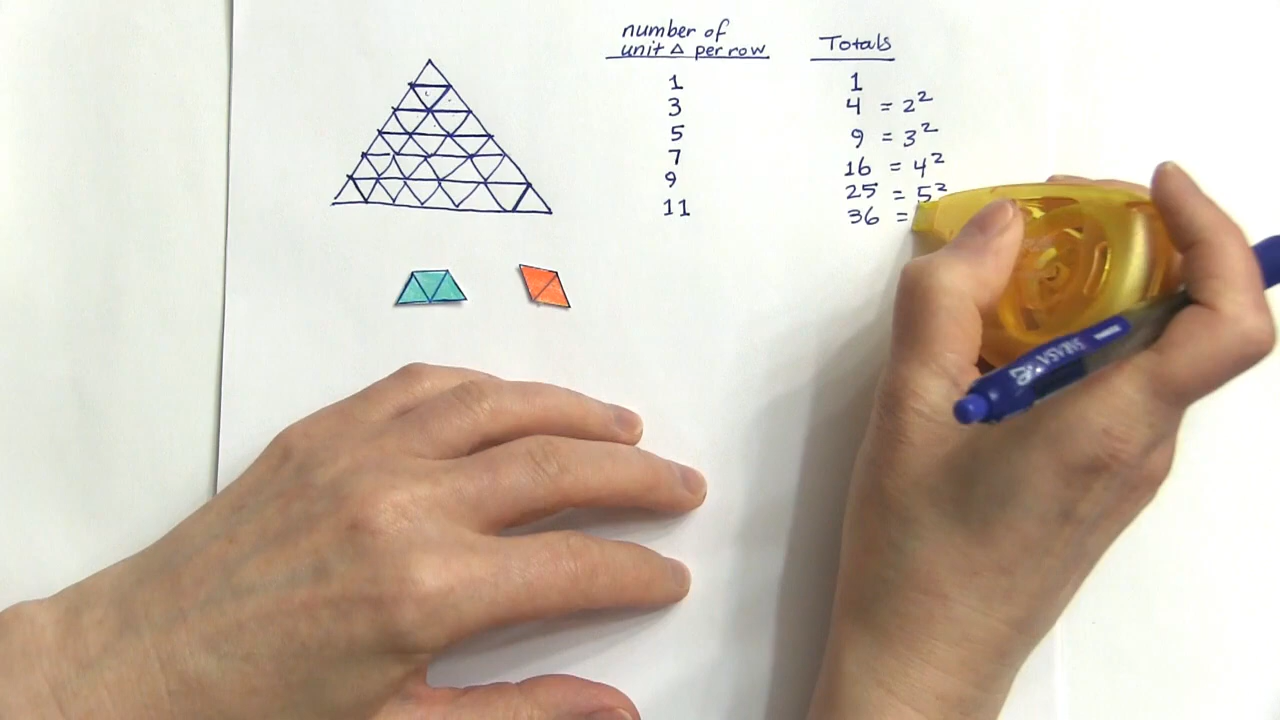 number of
unit △ per row
Totals
1
1
3
4 = 2²
5
9 = 3²
7
16 = 4²
9
25 = 5²
11
36 =
SARASA